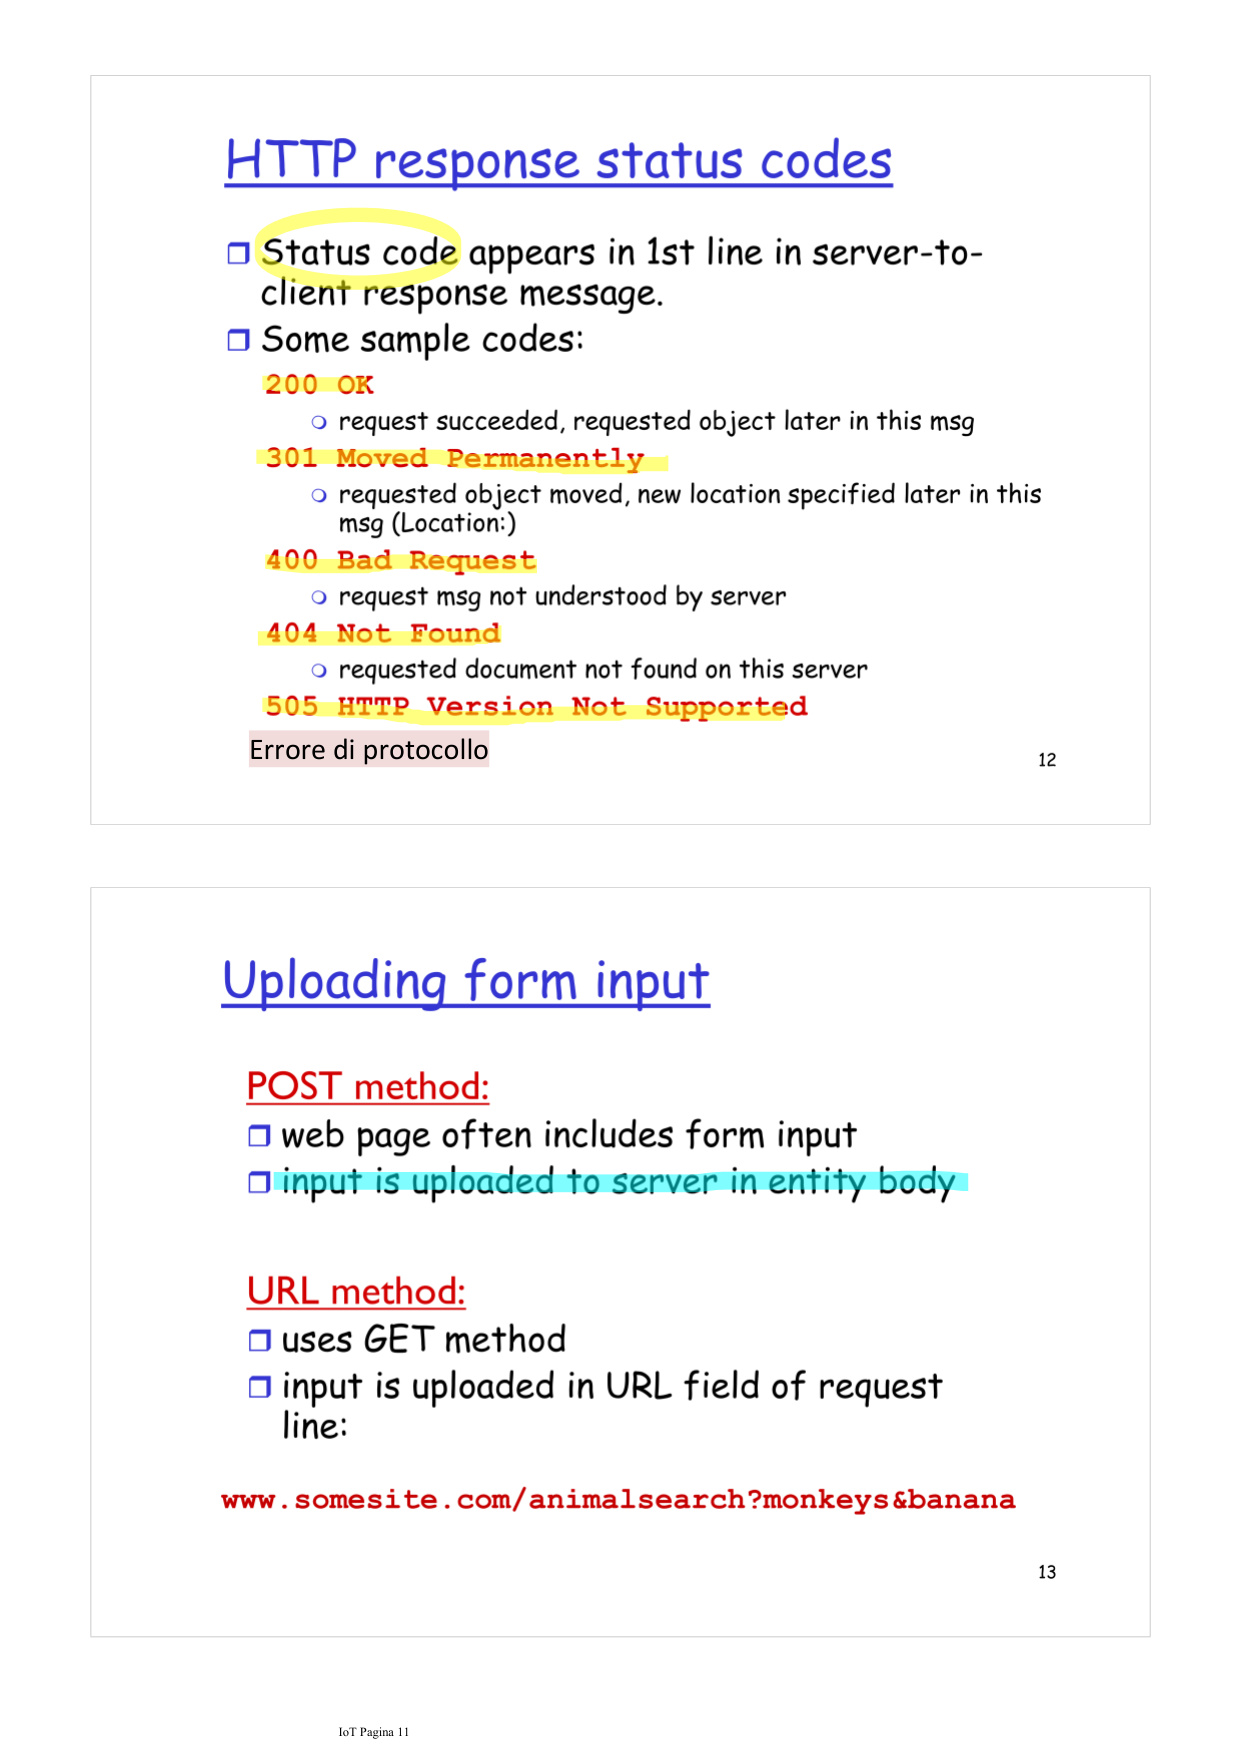 HTTP response status codes
Status code appears in 1st line in server-to-
client response message.
Some sample codes:
200 OK
request succeeded, requested object later in this msg
301 Moved Permanently
requested object moved, new location specified later in this
msg (Location:)
400 Bad Request
request msg not understood by server
404 Not Found
requested document not found on this server
505 HTTP Version Not Supported
Errore di protocollo
12
Uploading form input
POST method:
web page often includes form input
input is uploaded to server in entity body
URL method:
uses GET method
input is uploaded in URL field of request
line:
www.somesite.com/animalsearch?monkeys&banana
13
IoT Pagina 11